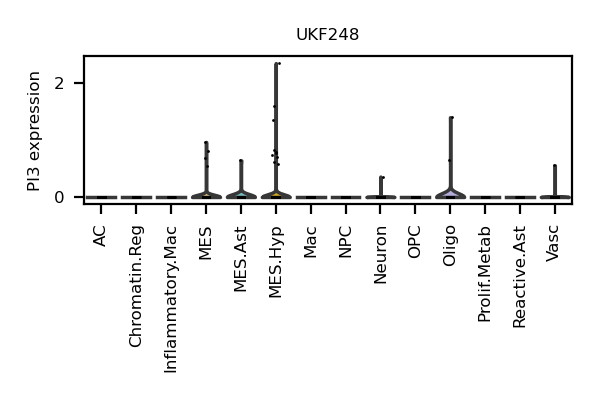 UKF248
PI3 expression
2
0
AC
Chromatin.Reg
Inflammatory.Mac
MES
MES.Ast
MES.Hyp
Mac
NPC
Neuron
OPC
Oligo
Prolif.Metab
Reactive.Ast
Vasc